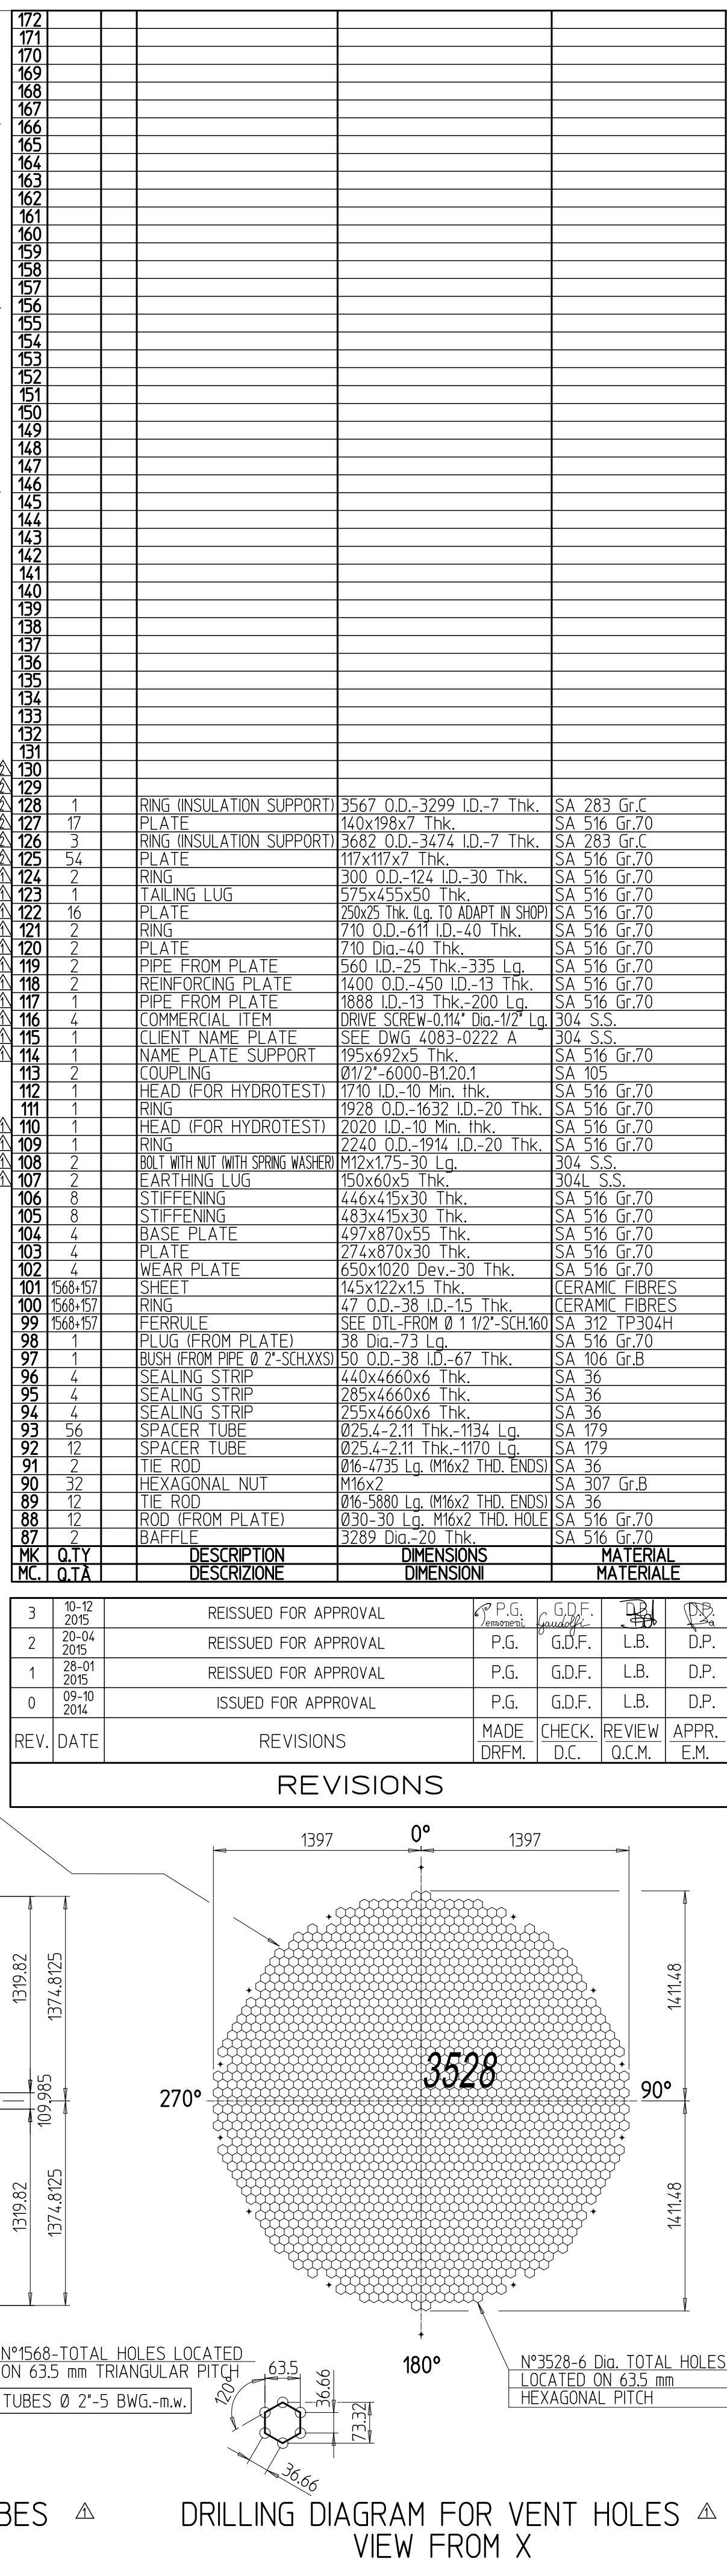 172
171
170
169
168
167
166
165
164
163
162
161
160
159
158
157
156
155
154
153
152
151
150
149
148
147
146
145
144
143
142
141
140
139
138
137
136
135
134
133
132
131
2 130
2 129
2 128 1 RING (INSULATION SUPPORT) 3567 O.D.-3299 I.D.-7 Thk. SA 283 Gr.C
2 127 17 PLATE 140x198x7 Thk. SA 516 Gr.70
2 126 3 RING (INSULATION SUPPORT) 3682 O.D.-3474 I.D.-7 Thk. SA 283 Gr.C
2 125 54 PLATE 117x117x7 Thk. SA 516 Gr.70
1 124 2 RING 300 O.D.-124 I.D.-30 Thk. SA 516 Gr.70
1 123 1 TAILING LUG 575x455x50 Thk. SA 516 Gr.70
1 122 16 PLATE 250x25 Thk. (Lg. TO ADAPT IN SHOP) SA 516 Gr.70
1 121 2 RING 710 O.D.-611 I.D.-40 Thk. SA 516 Gr.70
1 120 2 PLATE 710 Dia.-40 Thk. SA 516 Gr.70
1 119 2 PIPE FROM PLATE 560 I.D.-25 Thk.-335 Lg. SA 516 Gr.70
1 118 2 REINFORCING PLATE 1400 O.D.-450 I.D.-13 Thk. SA 516 Gr.70
1 117 1 PIPE FROM PLATE 1888 I.D.-13 Thk.-200 Lg. SA 516 Gr.70
1 116 4 COMMERCIAL ITEM DRIVE SCREW-0.114" Dia.-1/2" Lg. 304 S.S.
1 115 1 CLIENT NAME PLATE SEE DWG 4083-0222 A 304 S.S.
1 114 1 NAME PLATE SUPPORT 195x692x5 Thk. SA 516 Gr.70
113 2 COUPLING Ø1/2"-6000-B1.20.1 SA 105
112 1 HEAD (FOR HYDROTEST) 1710 I.D.-10 Min. thk. SA 516 Gr.70
111 1 RING 1928 O.D.-1632 I.D.-20 Thk. SA 516 Gr.70
1 110 1 HEAD (FOR HYDROTEST) 2020 I.D.-10 Min. thk. SA 516 Gr.70
1 109 1 RING 2240 O.D.-1914 I.D.-20 Thk. SA 516 Gr.70
1 108 2 BOLT WITH NUT (WITH SPRING WASHER) M12x1.75-30 Lg. 304 S.S.
1 107 2 EARTHING LUG 150x60x5 Thk. 304L S.S.
106 8 STIFFENING 446x415x30 Thk. SA 516 Gr.70
105 8 STIFFENING 483x415x30 Thk. SA 516 Gr.70
104 4 BASE PLATE 497x870x55 Thk. SA 516 Gr.70
103 4 PLATE 274x870x30 Thk. SA 516 Gr.70
102 4 WEAR PLATE 650x1020 Dev.-30 Thk. SA 516 Gr.70
101 1568+157 SHEET 145x122x1.5 Thk. CERAMIC FIBRES
100 1568+157 RING 47 O.D.-38 I.D.-1.5 Thk. CERAMIC FIBRES
99 1568+157 FERRULE SEE DTL-FROM Ø 1 1/2"-SCH.160 SA 312 TP304H
98 1 PLUG (FROM PLATE) 38 Dia.-73 Lg. SA 516 Gr.70
97 1 BUSH (FROM PIPE Ø 2"-SCH.XXS) 50 O.D.-38 I.D.-67 Thk. SA 106 Gr.B
96 4 SEALING STRIP 440x4660x6 Thk. SA 36
95 4 SEALING STRIP 285x4660x6 Thk. SA 36
94 4 SEALING STRIP 255x4660x6 Thk. SA 36
93 56 SPACER TUBE Ø25.4-2.11 Thk.-1134 Lg. SA 179
92 12 SPACER TUBE Ø25.4-2.11 Thk.-1170 Lg. SA 179
91 2 TIE ROD Ø16-4735 Lg. (M16x2 THD. ENDS) SA 36
90 32 HEXAGONAL NUT M16x2 SA 307 Gr.B
89 12 TIE ROD Ø16-5880 Lg. (M16x2 THD. ENDS) SA 36
88 12 ROD (FROM PLATE) Ø30-30 Lg. M16x2 THD. HOLE SA 516 Gr.70
87 2 BAFFLE 3289 Dia.-20 Thk. SA 516 Gr.70
MK Q.TY DESCRIPTION DIMENSIONS MATERIAL
MC. Q.TÀ DESCRIZIONE DIMENSIONI MATERIALE
3 10-12 2015 REISSUED FOR APPROVAL P.G. G.D.F. D.P.
2 20-04 2015 REISSUED FOR APPROVAL P.G. G.D.F. L.B. D.P.
1 28-01 2015 REISSUED FOR APPROVAL P.G. G.D.F. L.B. D.P.
0 09-10 2014 ISSUED FOR APPROVAL P.G. G.D.F. L.B. D.P.
REV. DATE REVISIONS MADE CHECK. REVIEW APPR.
DRFM. D.C. Q.C.M. E.M.
REVISIONS
1397 0° 1397
1319.82 1374.8125 1411.48
3528
270° 90°
109.985
1319.82 1374.8125 1411.48
180°
N°1568-TOTAL HOLES LOCATED
ON 63.5 mm TRIANGULAR PITCH
TUBES Ø 2"-5 BWG.-m.w.
63.5
120°
36.66
73.32
36.66
N°3528-6 Dia. TOTAL HOLES
LOCATED ON 63.5 mm
HEXAGONAL PITCH
BES 1
DRILLING DIAGRAM FOR VENT HOLES 1
VIEW FROM X